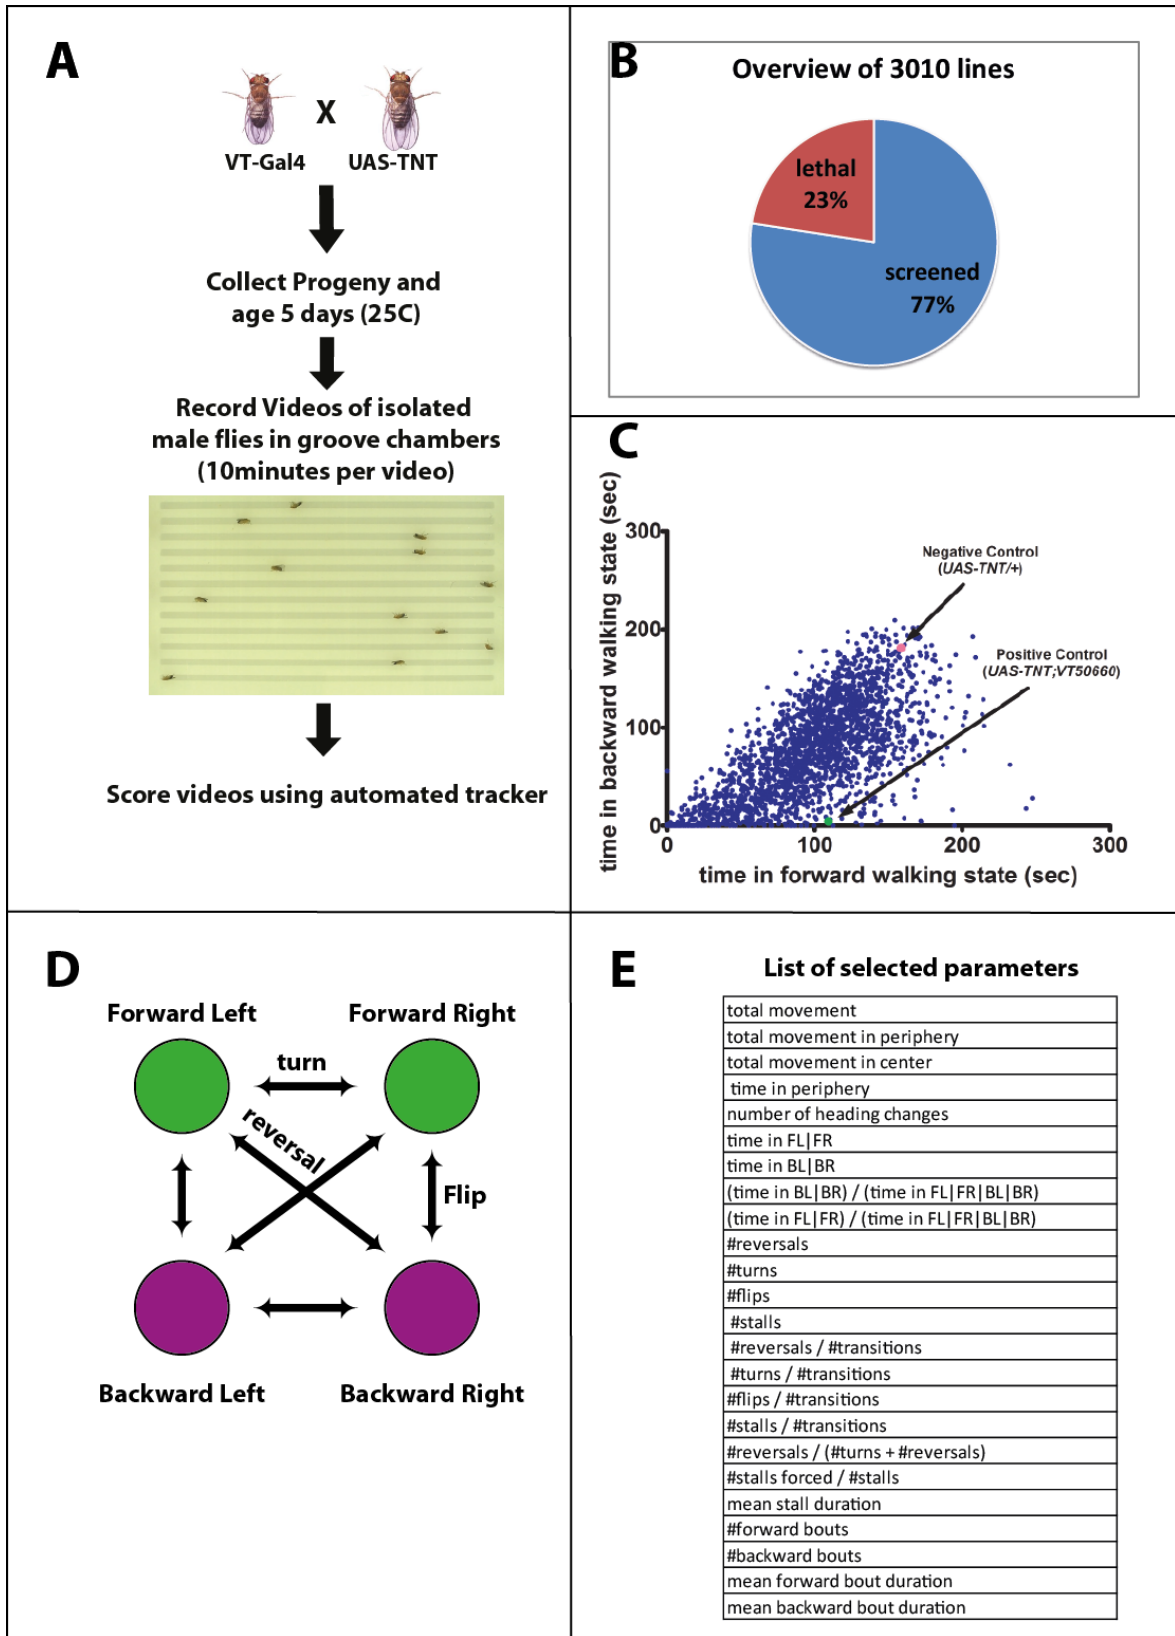 A
X
VT-Gal4
UAS-TNT
Collect Progeny and
age 5 days (25C)
Record Videos of isolated
male flies in groove chambers
(10minutes per video)
Score videos using automated tracker
B
Overview of 3010 lines
lethal
23%
screened
77%
C
time in backward walking state (sec)
300
200
100
0
0
100
200
300
time in forward walking state (sec)
Negative Control
(UAS-TNT/+)
Positive Control
(UAS-TNT;VT50660)
D
Forward Left
Forward Right
turn
reversal
Flip
Backward Left
Backward Right
E
List of selected parameters
total movement
total movement in periphery
total movement in center
time in periphery
number of heading changes
time in FL|FR
time in BL|BR
(time in BL|BR) / (time in FL|FR|BL|BR)
(time in FL|FR) / (time in FL|FR|BL|BR)
#reversals
#turns
#flips
#stalls
#reversals / #transitions
#turns / #transitions
#flips / #transitions
#stalls / #transitions
#reversals / (#turns + #reversals)
#stalls forced / #stalls
mean stall duration
#forward bouts
#backward bouts
mean forward bout duration
mean backward bout duration